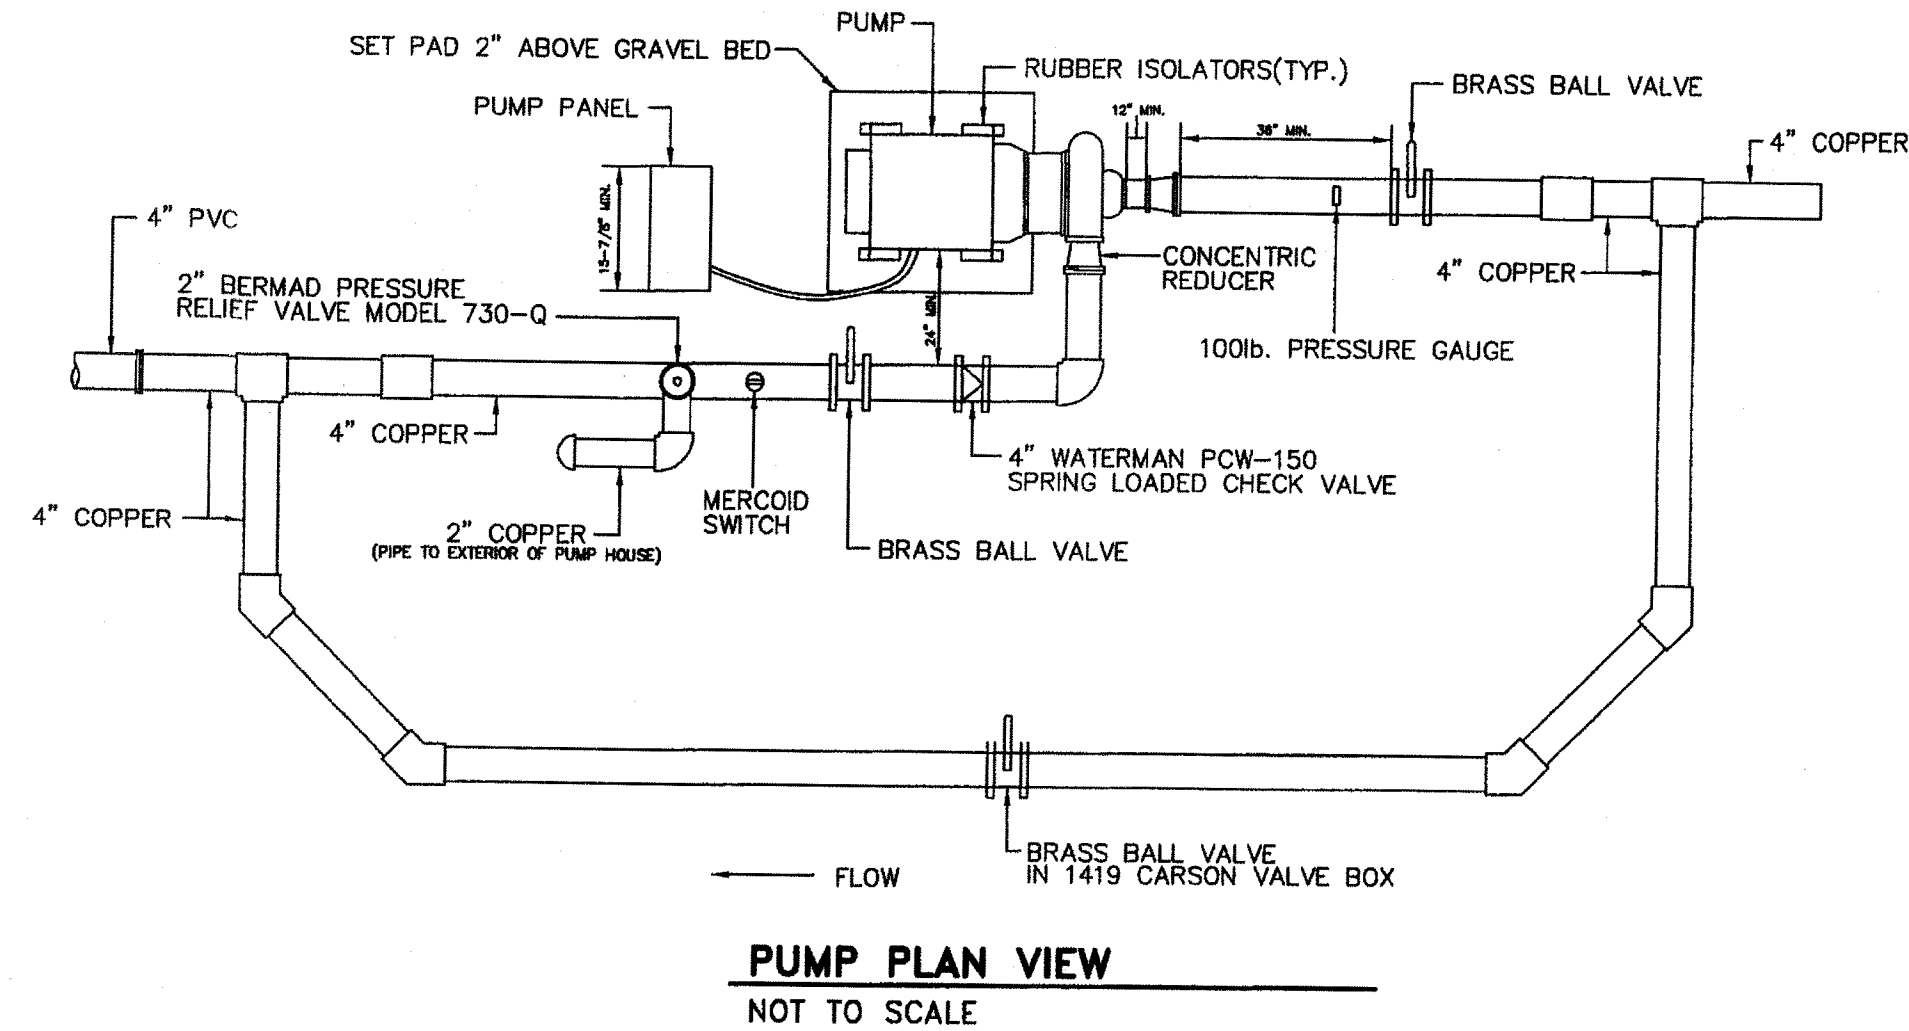 PUMP
SET PAD 2" ABOVE GRAVEL BED
RUBBER ISOLATORS(TYP.)
BRASS BALL VALVE
PUMP PANEL
12" MIN.
36" MIN.
4" COPPER
15-7/8" MIN.
4" PVC
CONCENTRIC
REDUCER
4" COPPER
2" BERMAD PRESSURE
RELIEF VALVE MODEL 730-Q
24" MIN.
100lb. PRESSURE GAUGE
4" COPPER
4" WATERMAN PCW-150
SPRING LOADED CHECK VALVE
MERCOID
SWITCH
4" COPPER
2" COPPER
(PIPE TO EXTERIOR OF PUMP HOUSE)
BRASS BALL VALVE
BRASS BALL VALVE
IN 1419 CARSON VALVE BOX
FLOW
PUMP PLAN VIEW
NOT TO SCALE